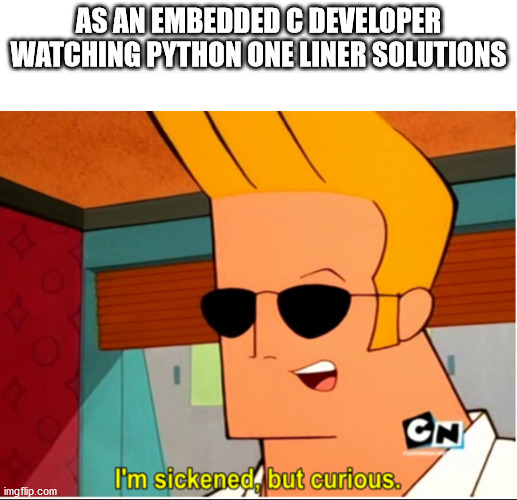 AS AN EMBEDDED C DEVELOPER
WATCHING PYTHON ONE LINER SOLUTIONS
CN
I'm sickened, but curious.
imgflip.com